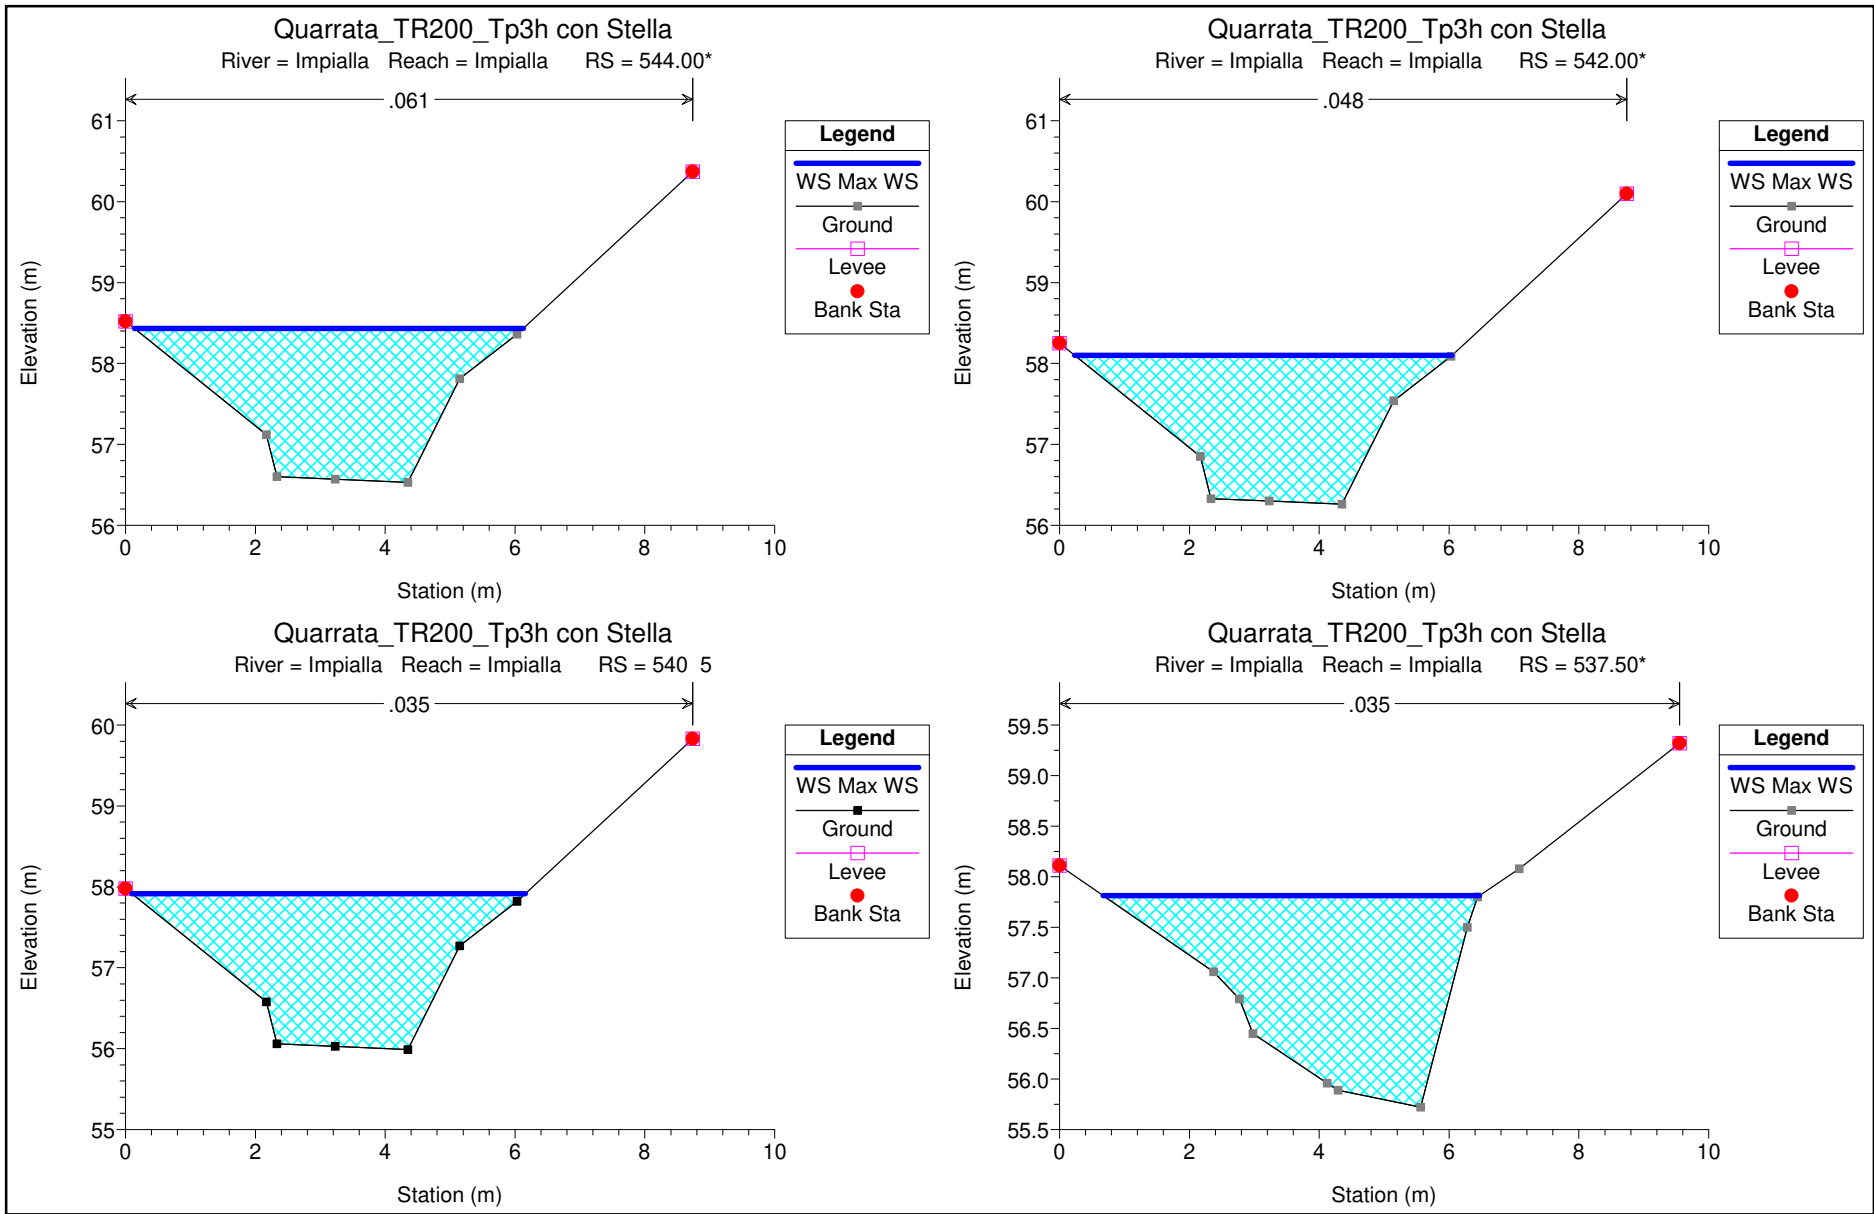 Quarrata_TR200_Tp3h con Stella
River = Impialla Reach = Impialla RS = 544.00*
.061
61
60
59
58
57
56
0 2 4 6 8 10
Elevation (m)
Station (m)
Legend
WS Max WS
Ground
Levee
Bank Sta
Quarrata_TR200_Tp3h con Stella
River = Impialla Reach = Impialla RS = 542.00*
.048
61
60
59
58
57
56
0 2 4 6 8 10
Elevation (m)
Station (m)
Legend
WS Max WS
Ground
Levee
Bank Sta
Quarrata_TR200_Tp3h con Stella
River = Impialla Reach = Impialla RS = 540 5
.035
60
59
58
57
56
55
0 2 4 6 8 10
Elevation (m)
Station (m)
Legend
WS Max WS
Ground
Levee
Bank Sta
Quarrata_TR200_Tp3h con Stella
River = Impialla Reach = Impialla RS = 537.50*
.035
59.5
59.0
58.5
58.0
57.5
57.0
56.5
56.0
55.5
0 2 4 6 8 10
Elevation (m)
Station (m)
Legend
WS Max WS
Ground
Levee
Bank Sta